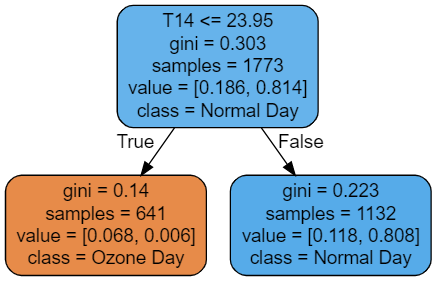 T14 <= 23.95
gini = 0.303
samples = 1773
value = [0.186, 0.814]
class = Normal Day
True
False
gini = 0.14
samples = 641
value = [0.068, 0.006]
class = Ozone Day
gini = 0.223
samples = 1132
value = [0.118, 0.808]
class = Normal Day